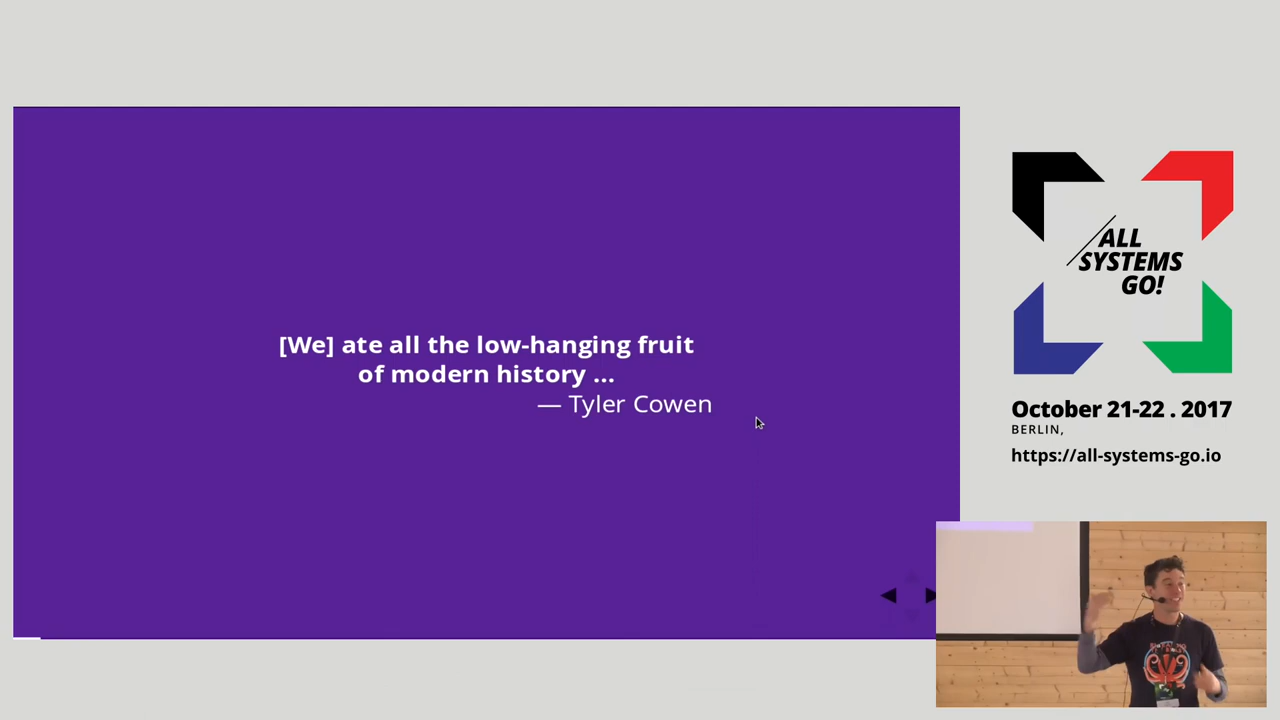 [We] ate all the low-hanging fruit
of modern history ...
— Tyler Cowen
ALL
SYSTEMS
GO!
October 21-22 . 2017
BERLIN,
https://all-systems-go.io